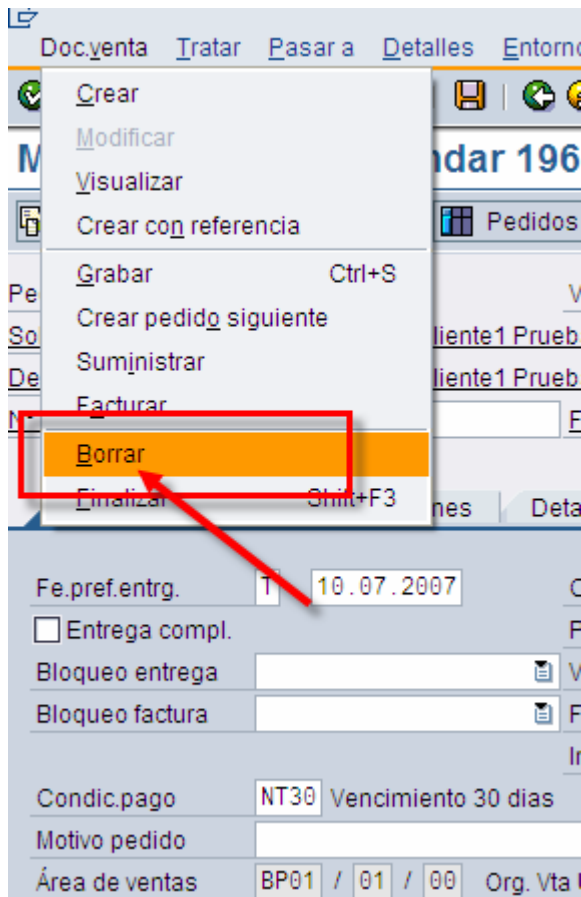 Doc.venta Tratar Pasar a Detalles Entorno
Crear
Modificar
ndar 196
Visualizar
Crear con referencia
Pedidos
Grabar Ctrl+S
Pe
Crear pedido siguiente
So liente1 Prueb
Suministrar
De liente1 Prueb
Facturar
Borrar
Finalizar Shift+F3
nes Deta
Fe.pref.entrg. T 10.07.2007
Entrega compl.
Bloqueo entrega
Bloqueo factura
Condic.pago NT30 Vencimiento 30 dias
Motivo pedido
Área de ventas BP01 / 01 / 00 Org. Vta